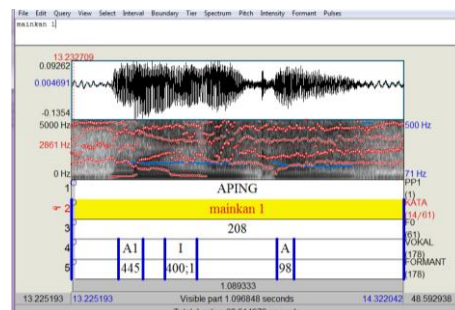 File Edit Query View Select Interval Boundary Tier Spectrum Pitch Intensity Formant Pulses
mainkan 1
13.232709
0.09262
0.004691
-0.1354
5000 Hz 500 Hz
2861 Hz
0 Hz 71 Hz
1 APING PP1 (1)
2 mainkan 1 KATA (14/61)
3 208 F0 (61)
4 A1 I A VOKAL (178)
5 445 400;1 98 FORMANT (178)
1.089333
13.225193 13.225193 Visible part 1.096848 seconds 14.322042 48.592938